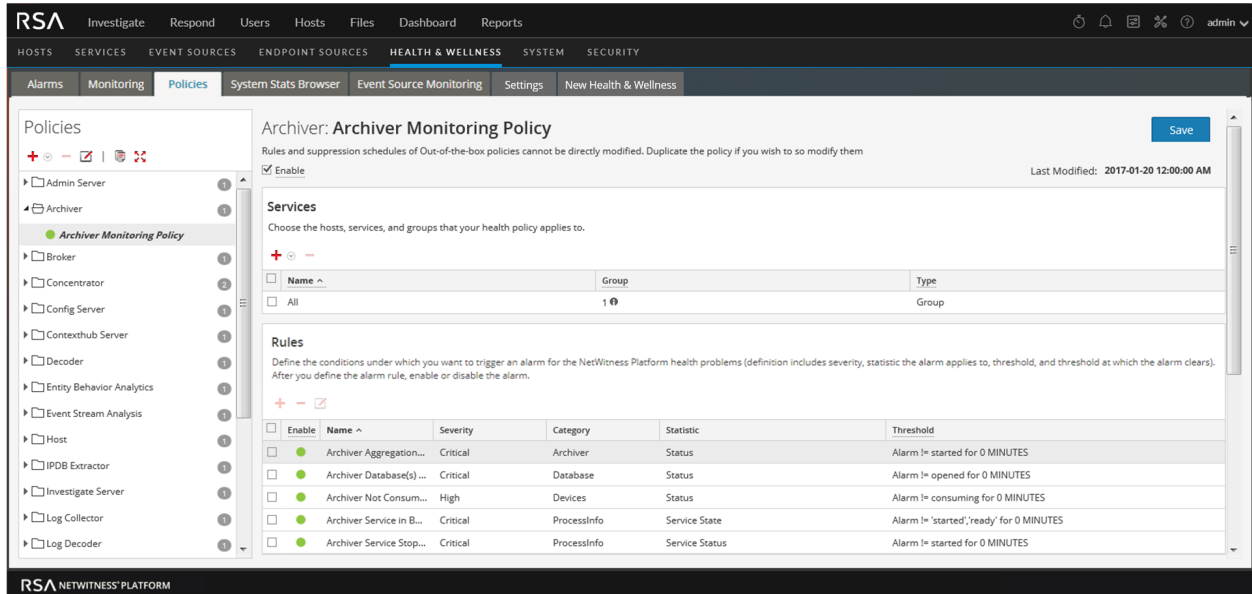 RSA Investigate Respond Users Hosts Files Dashboard Reports admin
HOSTS SERVICES EVENT SOURCES ENDPOINT SOURCES HEALTH & WELLNESS SYSTEM SECURITY
Alarms Monitoring Policies System Stats Browser Event Source Monitoring Settings New Health & Wellness
Policies
Admin Server 1
Archiver 1
Archiver Monitoring Policy
Broker 1
Concentrator 2
Config Server 1
Contexthub Server 1
Decoder 1
Entity Behavior Analytics 1
Event Stream Analysis 1
Host 1
IPDB Extractor 1
Investigate Server 1
Log Collector 1
Log Decoder 1
Archiver: Archiver Monitoring Policy
Save
Rules and suppression schedules of Out-of-the-box policies cannot be directly modified. Duplicate the policy if you wish to so modify them
Enable
Last Modified: 2017-01-20 12:00:00 AM
Services
Choose the hosts, services, and groups that your health policy applies to.
Name Group Type
All 1 Group
Rules
Define the conditions under which you want to trigger an alarm for the NetWitness Platform health problems (definition includes severity, statistic the alarm applies to, threshold, and threshold at which the alarm clears).
After you define the alarm rule, enable or disable the alarm.
Enable Name Severity Category Statistic Threshold
Archiver Aggregation... Critical Archiver Status Alarm != started for 0 MINUTES
Archiver Database(s) ... Critical Database Status Alarm != opened for 0 MINUTES
Archiver Not Consum... High Devices Status Alarm != consuming for 0 MINUTES
Archiver Service in B... Critical ProcessInfo Service State Alarm != 'started','ready' for 0 MINUTES
Archiver Service Stop... Critical ProcessInfo Service Status Alarm != started for 0 MINUTES
RSA NETWITNESS® PLATFORM